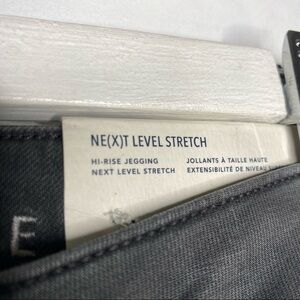 NE(X)T LEVEL STRETCH
HI-RISE JEGGING
NEXT LEVEL STRETCH
JOLLANTS À TAILLE HAUTE
EXTENSIBILITÉ DE NIVEAU
E